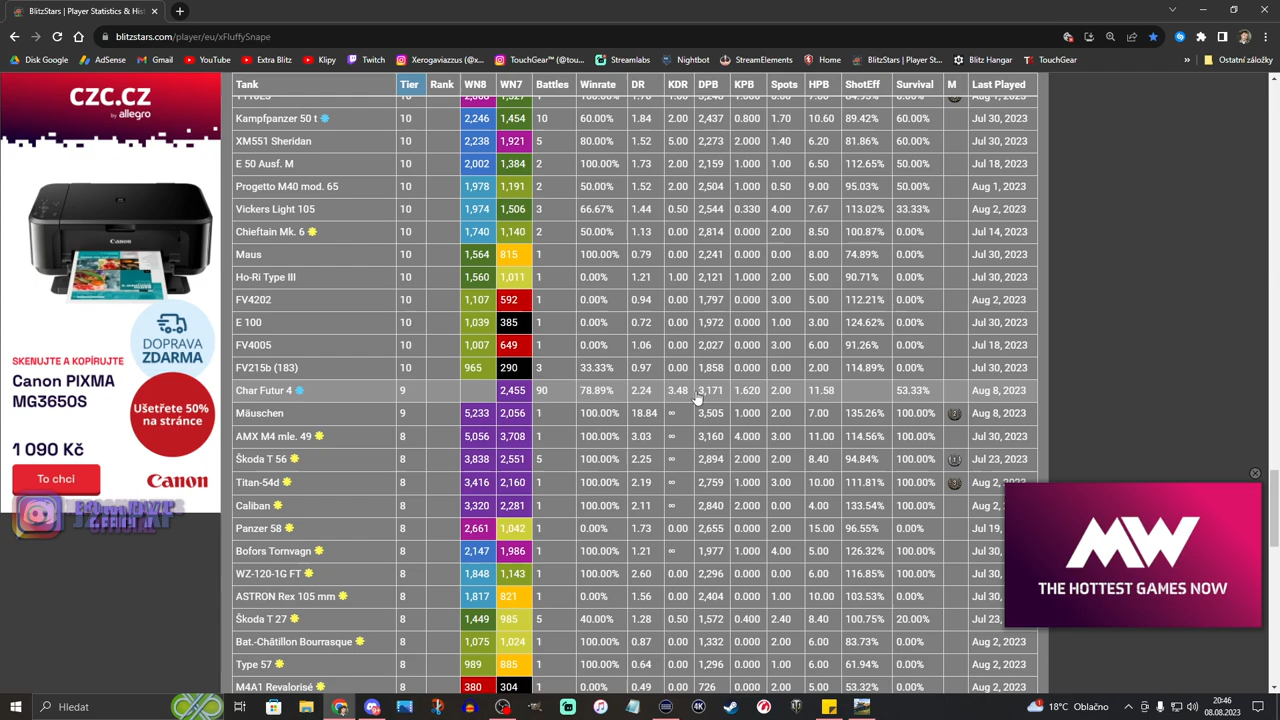 BlitzStars | Player Statistics & His
blitzstars.com/player/eu/xFluffySnape
Disk Google AdSense Gmail YouTube Extra Blitz Klipy Twitch Xerogaviuzzus (@x... TouchGear™ (@tou... Streamlabs StreamElements BlitzStars | Player St... Blitz Hangar TouchGear Ostatní záložky
CZC.CZ
by allegro
DOPRAVA
ZDARMA
SKENUJTE A KOPÍRUJTE
Canon PIXMA
MG3650S
Ušetřete 50%
na stránce
1 090 Kč
To chci
Canon
Tank Tier Rank WN8 WN7 Battles Winrate DR KDR DPB KPB Spots HPB ShotEff Survival M Last Played
Kampfpanzer 50 t 10 2,246 1,454 10 60.00% 1.84 2.00 2,437 0.800 1.70 10.60 89.42% 60.00% Jul 30, 2023
XM551 Sheridan 10 2,238 1,921 5 80.00% 1.52 5.00 2,273 2.000 1.40 6.20 81.86% 60.00% Jul 30, 2023
E 50 Ausf. M 10 2,002 1,384 2 100.00% 1.73 2.00 2,159 1.000 1.00 6.50 112.65% 50.00% Jul 18, 2023
Progetto M40 mod. 65 10 1,978 1,191 2 50.00% 1.52 2.00 2,504 1.000 0.50 9.00 95.03% 50.00% Aug 1, 2023
Vickers Light 105 10 1,974 1,506 3 66.67% 1.44 0.50 2,544 0.330 4.00 7.67 113.02% 33.33% Aug 2, 2023
Chieftain Mk. 6 10 1,740 1,140 2 50.00% 1.13 0.00 2,814 0.000 2.00 8.50 100.87% 0.00% Jul 14, 2023
Maus 10 1,564 815 1 100.00% 0.79 0.00 2,241 0.000 0.00 8.00 74.89% 0.00% Jul 30, 2023
Ho-Ri Type III 10 1,560 1,011 1 0.00% 1.21 1.00 2,121 1.000 2.00 5.00 90.71% 0.00% Jul 30, 2023
FV4202 10 1,107 592 1 0.00% 0.94 0.00 1,797 0.000 3.00 5.00 112.21% 0.00% Aug 2, 2023
E 100 10 1,039 385 1 0.00% 0.72 0.00 1,972 0.000 1.00 3.00 124.62% 0.00% Jul 30, 2023
FV4005 10 1,007 649 1 0.00% 1.06 0.00 2,027 0.000 3.00 6.00 91.26% 0.00% Jul 30, 2023
FV215b (183) 10 965 290 3 33.33% 0.97 0.00 1,858 0.000 0.00 2.00 114.89% 0.00% Jul 30, 2023
Char Futur 4 9 2,455 90 78.89% 2.24 3.48 3,171 1.620 2.00 11.58 53.33% Aug 8, 2023
Mäuschen 9 5,233 2,056 1 100.00% 18.84 ∞ 3,505 1.000 2.00 7.00 135.26% 100.00% Aug 8, 2023
AMX M4 mle. 49 8 5,056 3,708 1 100.00% 3.03 ∞ 3,160 4.000 3.00 11.00 114.56% 100.00% Jul 30, 2023
Škoda T 56 8 3,838 2,551 5 100.00% 2.25 ∞ 2,894 2.000 2.00 8.40 94.84% 100.00% Jul 23, 2023
Titan-54d 8 3,416 2,160 1 100.00% 2.19 ∞ 2,759 1.000 3.00 10.00 111.81% 100.00% Aug 2,
Caliban 8 3,320 2,281 1 100.00% 2.11 ∞ 2,840 2.000 0.00 4.00 133.54% 100.00% Aug 2,
Panzer 58 8 2,661 1,042 1 0.00% 1.73 0.00 2,655 0.000 2.00 15.00 96.55% 0.00% Jul 19,
Bofors Tornvagn 8 2,147 1,986 1 100.00% 1.21 ∞ 1,977 1.000 4.00 5.00 126.32% 100.00% Jul 30,
WZ-120-1G FT 8 1,848 1,143 1 100.00% 2.60 0.00 2,296 0.000 3.00 6.00 116.85% 100.00% Jul 30,
ASTRON Rex 105 mm 8 1,817 821 1 0.00% 1.56 0.00 2,404 0.000 1.00 10.00 103.53% 0.00% Jul 30,
Škoda T 27 8 1,449 985 5 40.00% 1.28 0.50 1,572 0.400 2.40 8.40 100.75% 20.00% Jul 23,
Bat.-Châtillon Bourrasque 8 1,075 1,024 1 100.00% 0.87 0.00 1,332 0.000 2.00 6.00 83.73% 0.00% Aug 2,
Type 57 8 989 885 1 100.00% 0.64 0.00 1,296 0.000 1.00 6.00 61.94% 0.00% Aug 2,
M4A1 Revalorisé 8 380 304 1 0.00% 0.49 0.00 726 0.000 2.00 5.00 53.32% 0.00% Aug 2,
MW
THE HOTTEST GAMES NOW
Hledat
18°C Oblačno
20:46
08.08.2023